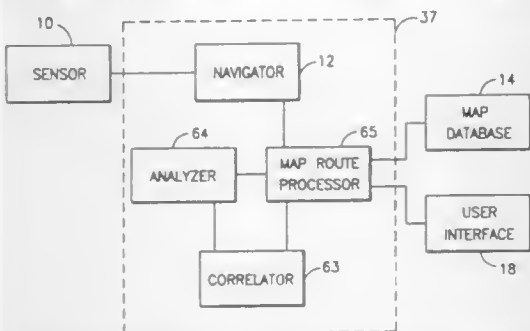 10
37
SENSOR
NAVIGATOR
12
14
MAP
DATABASE
64
65
ANALYZER
MAP ROUTE
PROCESSOR
USER
INTERFACE
18
CORRELATOR
63